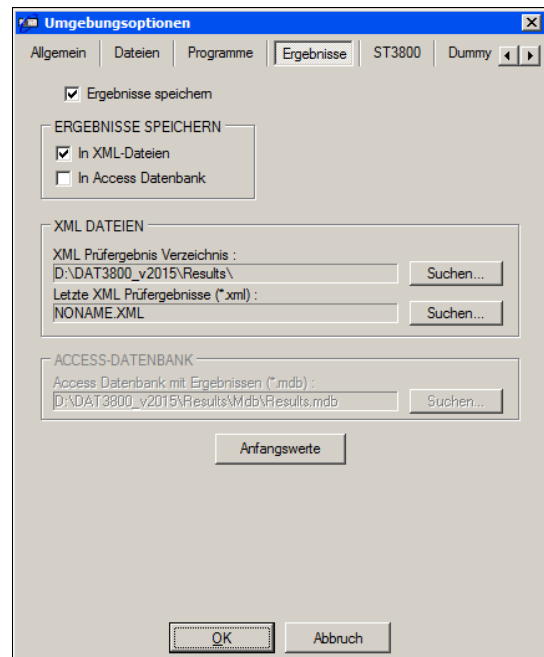 Umgebungsoptionen
Allgemein Dateien Programme Ergebnisse ST3800 Dummy
Ergebnisse speichern
ERGEBNISSE SPEICHERN
In XML-Dateien
In Access Datenbank
XML DATEIEN
XML Prüfergebnis Verzeichnis :
D:\DAT3800_v2015\Results\ Suchen...
Letzte XML Prüfergebnisse (*.xml) :
NONAME.XML Suchen...
ACCESS-DATENBANK
Access Datenbank mit Ergebnissen (*.mdb) :
D:\DAT3800_v2015\Results\Mdb\Results.mdb Suchen...
Anfangswerte
OK Abbruch